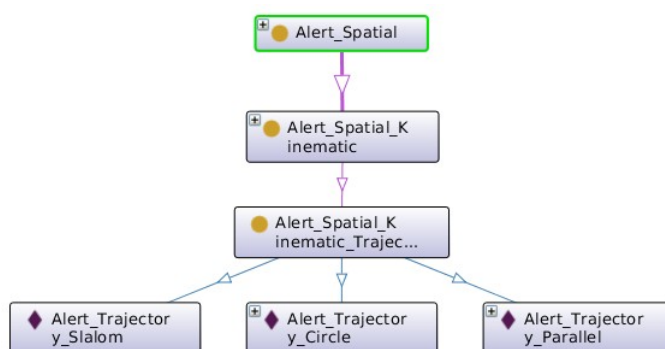 Alert_Spatial
Alert_Spatial_K
inematic
Alert_Spatial_K
inematic_Trajec...
Alert_Trajector
y_Slalom
Alert_Trajector
y_Circle
Alert_Trajector
y_Parallel